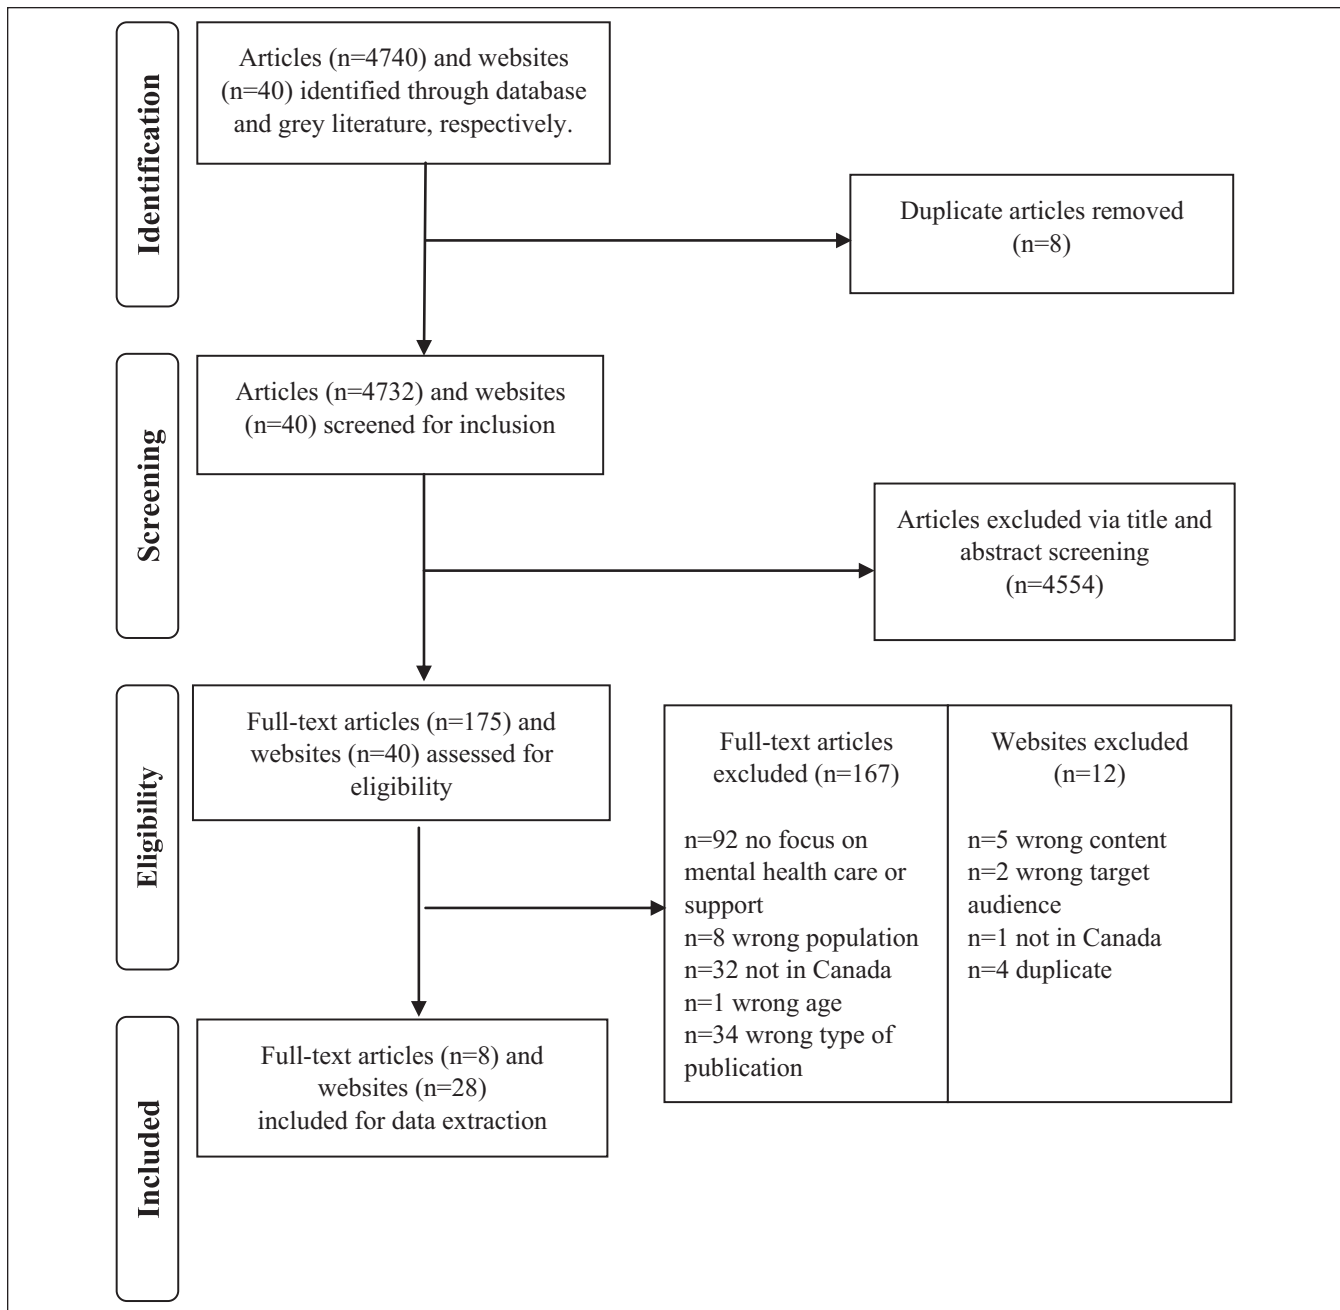 Identification
Articles (n=4740) and websites
(n=40) identified through database
and grey literature, respectively.
Duplicate articles removed
(n=8)
Screening
Articles (n=4732) and websites
(n=40) screened for inclusion
Articles excluded via title and
abstract screening
(n=4554)
Eligibility
Full-text articles (n=175) and
websites (n=40) assessed for
eligibility
Full-text articles
excluded (n=167)
n=92 no focus on
mental health care or
support
n=8 wrong population
n=32 not in Canada
n=1 wrong age
n=34 wrong type of
publication
Websites excluded
(n=12)
n=5 wrong content
n=2 wrong target
audience
n=1 not in Canada
n=4 duplicate
Included
Full-text articles (n=8) and
websites (n=28)
included for data extraction